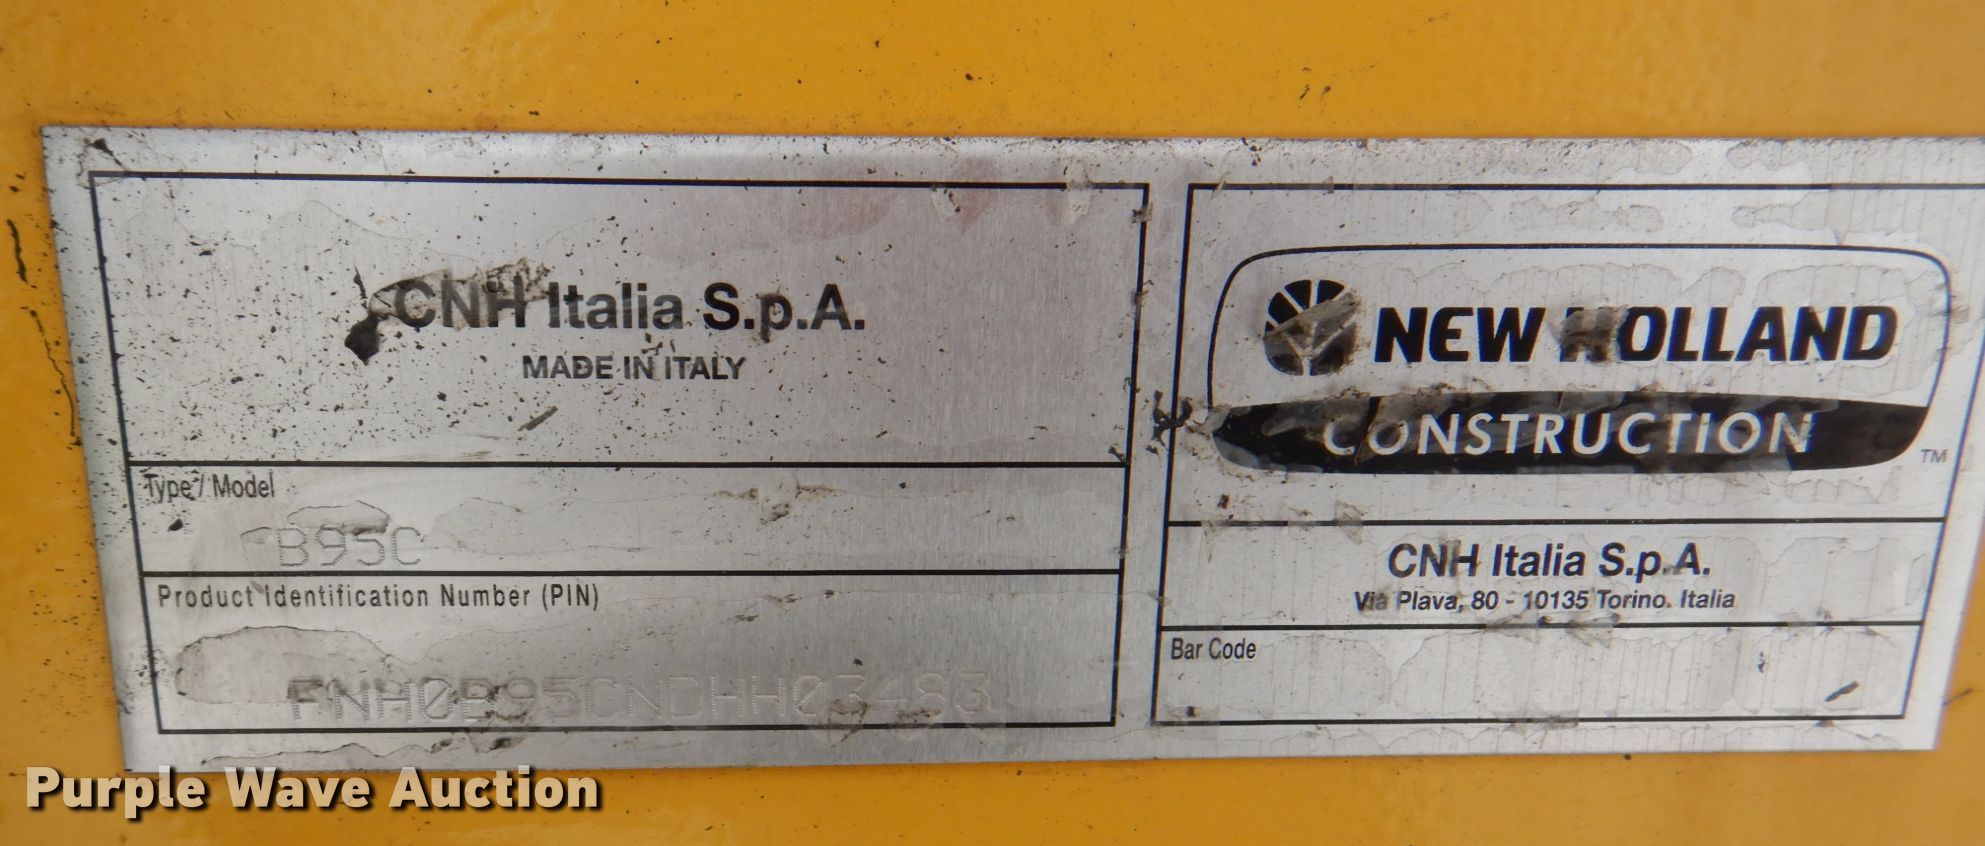 CNH Italia S.p.A.
MADE IN ITALY
Type / Model
B95C
Product Identification Number (PIN)
FNH0B95CNDHH03483
NEW HOLLAND
CONSTRUCTION
TM
CNH Italia S.p.A.
Via Plava, 80 - 10135 Torino. Italia
Bar Code
Purple Wave Auction